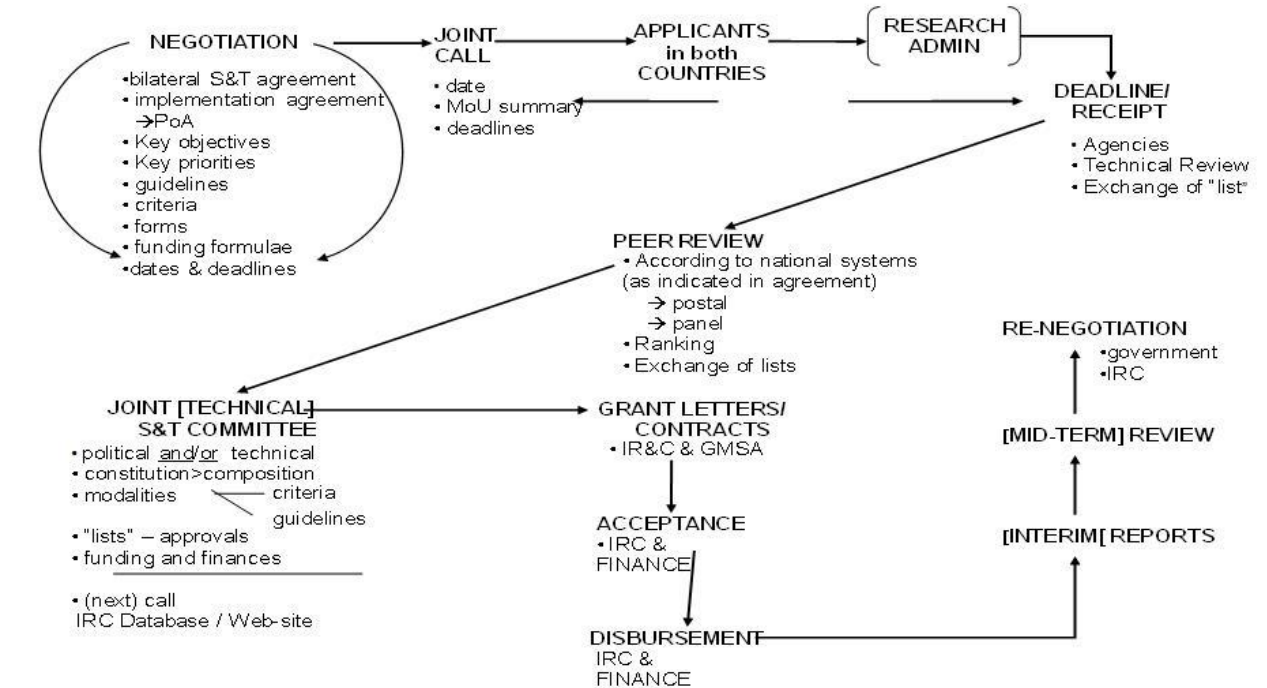 NEGOTIATION
•bilateral S&T agreement
• implementation agreement
→PoA
• Key objectives
• Key priorities
• guidelines
• criteria
• forms
• funding formulae
•dates & deadlines
JOINT
CALL
• date
• MoU summary
• deadlines
APPLICANTS
in both
COUNTRIES
RESEARCH
ADMIN
DEADLINE/
RECEIPT
• Agencies
• Technical Review
• Exchange of "list"
PEER REVIEW
• According to national systems
(as indicated in agreement)
→ postal
→ panel
• Ranking
• Exchange of lists
JOINT [TECHNICAL]
S&T COMMITTEE
• political and/or technical
• constitution>composition
• modalities
criteria
guidelines
• "lists" – approvals
• funding and finances
• (next) call
IRC Database / Web-site
GRANT LETTERS/
CONTRACTS
• IR&C & GMSA
ACCEPTANCE
• IRC &
FINANCE
DISBURSEMENT
IRC &
FINANCE
RE-NEGOTIATION
•government
•IRC
[MID-TERM] REVIEW
[INTERIM[ REPORTS